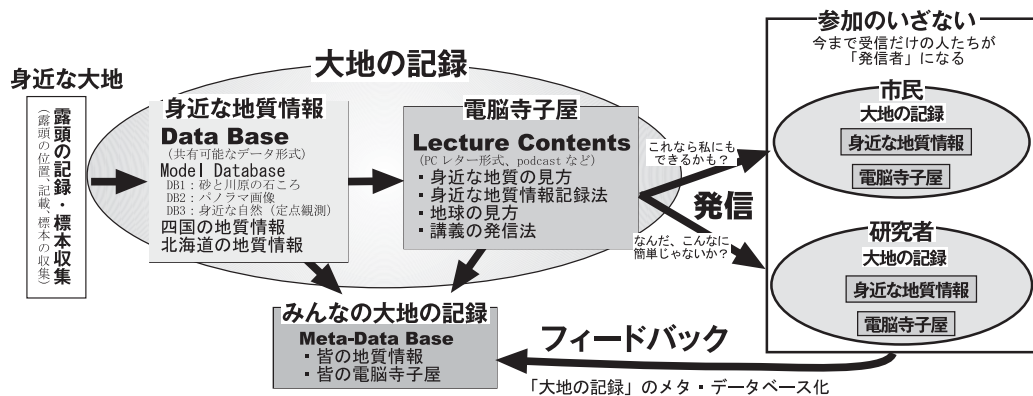 身近な大地
露頭の記録・標本収集
(露頭の位置、記載、標本の収集)
大地の記録
身近な地質情報
Data Base
(共有可能なデータ形式)
Model Database
DB1：砂と川原の石ころ
DB2：パノラマ画像
DB3：身近な自然（定点観測）
四国の地質情報
北海道の地質情報
電脳寺子屋
Lecture Contents
(PCレター形式、podcast など)
・身近な地質の見方
・身近な地質情報記録法
・地球の見方
・講義の発信法
これなら私にも
できるかも？
発信
なんだ、こんなに
簡単じゃないか？
参加のいざない
今まで受信だけの人たちが
「発信者」になる
市民
大地の記録
身近な地質情報
電脳寺子屋
研究者
大地の記録
身近な地質情報
電脳寺子屋
みんなの大地の記録
Meta-Data Base
・皆の地質情報
・皆の電脳寺子屋
フィードバック
「大地の記録」のメタ・データベース化